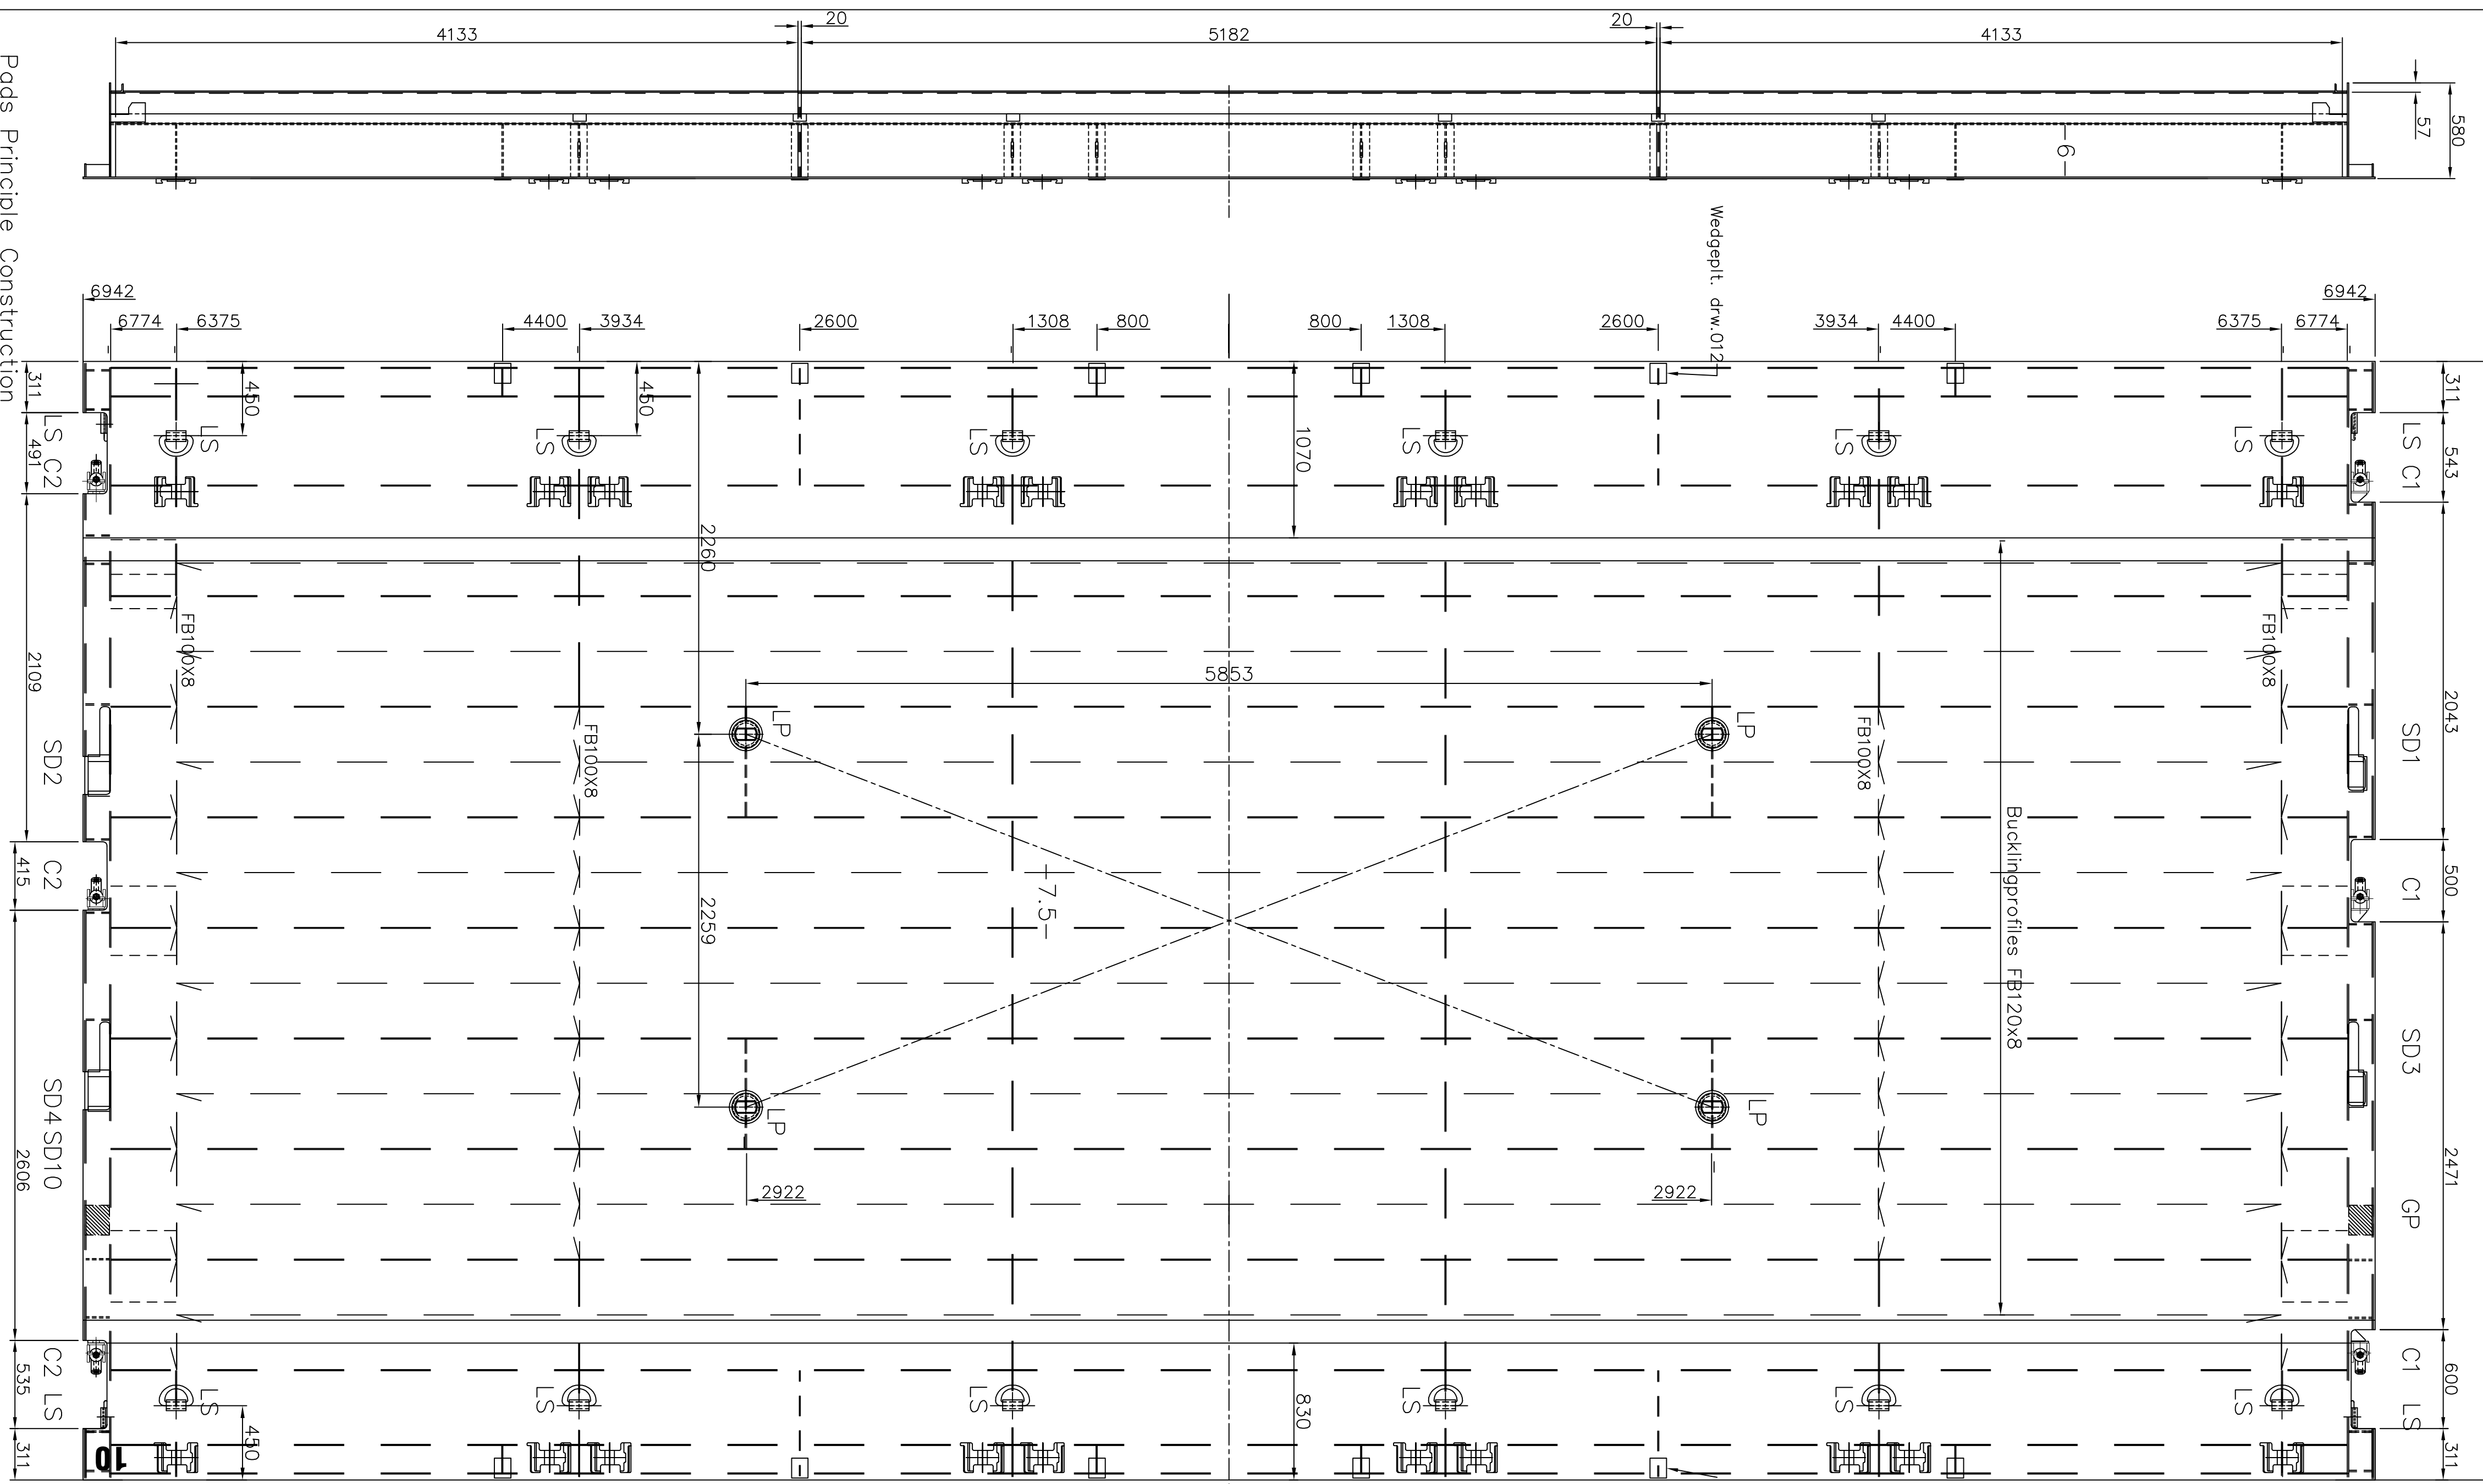 20
20
4133
5182
4133
580
57
6
Pads Principle Construction
Wedgeplt. drw.012
6942
6942
6774
6375
4400
3934
2600
1308
800
800
1308
2600
3934
4400
6375
6774
311
LS C2
491
2109
SD2
C2
415
SD4 SD10
2606
C2 LS
535
311
10
311
LS C1
543
2043
SD1
500
C1
SD3
2471
GP
C1
600
LS
311
450
450
1070
LS
LS
LS
LS
LS
LS
2260
FB100X8
FB100X8
FB100X8
FB100X8
5853
LP
LP
Bucklingprofiles FB120x8
-7.5-
2259
LP
LP
2922
2922
LS
LS
LS
LS
LS
LS
450
830